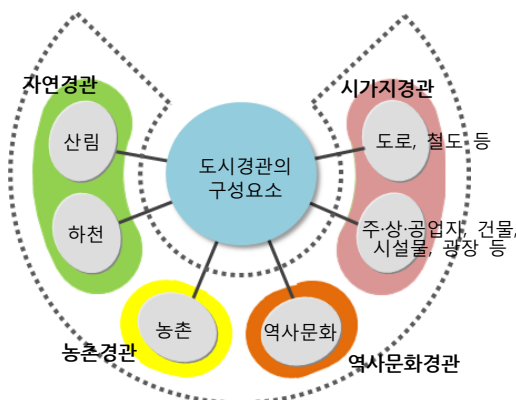 자연경관
시가지경관
산림
도로, 철도 등
도시경관의
구성요소
하천
주·상·공업자, 건물,
시설물, 광장 등
농촌
역사문화
농촌경관
역사문화경관